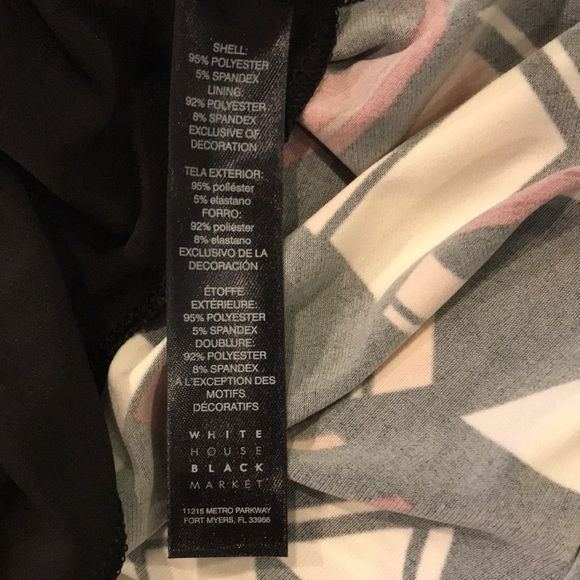 SHELL:
95% POLYESTER
5% SPANDEX
LINING:
92% POLYESTER
8% SPANDEX
EXCLUSIVE OF
DECORATION
TELA EXTERIOR:
95% poliéster
5% elastano
FORRO:
92% poliéster
8% elastano
EXCLUSIVO DE LA
DECORACIÓN
ÉTOFFE
EXTÉRIEURE:
95% POLYESTER
5% SPANDEX
DOUBLURE:
92% POLYESTER
8% SPANDEX
À L'EXCEPTION DES
MOTIFS
DÉCORATIFS
WHITE
HOUSE
BLACK
MARKET
11215 METRO PARKWAY
FORT MYERS, FL 33966